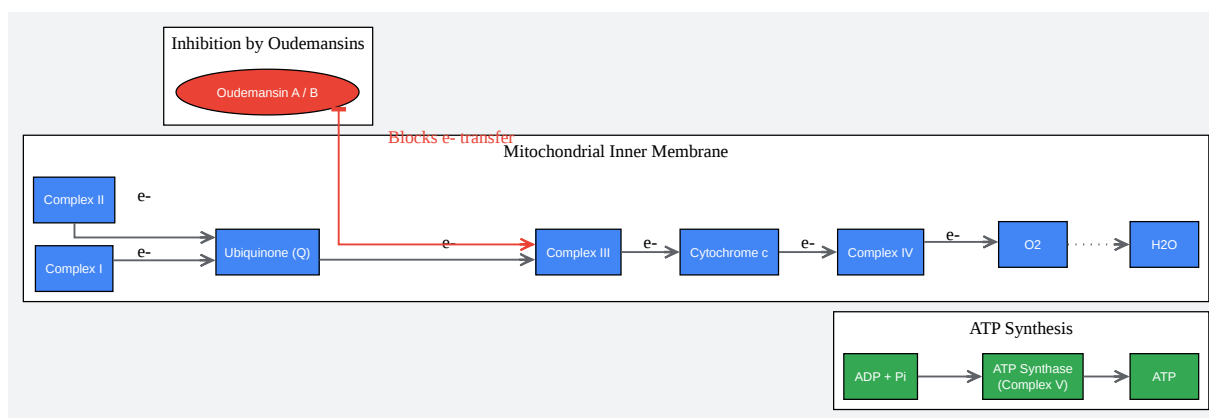 Inhibition by Oudemansins
Oudemansin A / B
Blocks e- transfer
Mitochondrial Inner Membrane
Complex II
e-
Complex I
e-
Ubiquinone (Q)
e-
Complex III
e-
Cytochrome c
e-
Complex IV
e-
O2
H2O
ATP Synthesis
ADP + Pi
ATP Synthase
(Complex V)
ATP